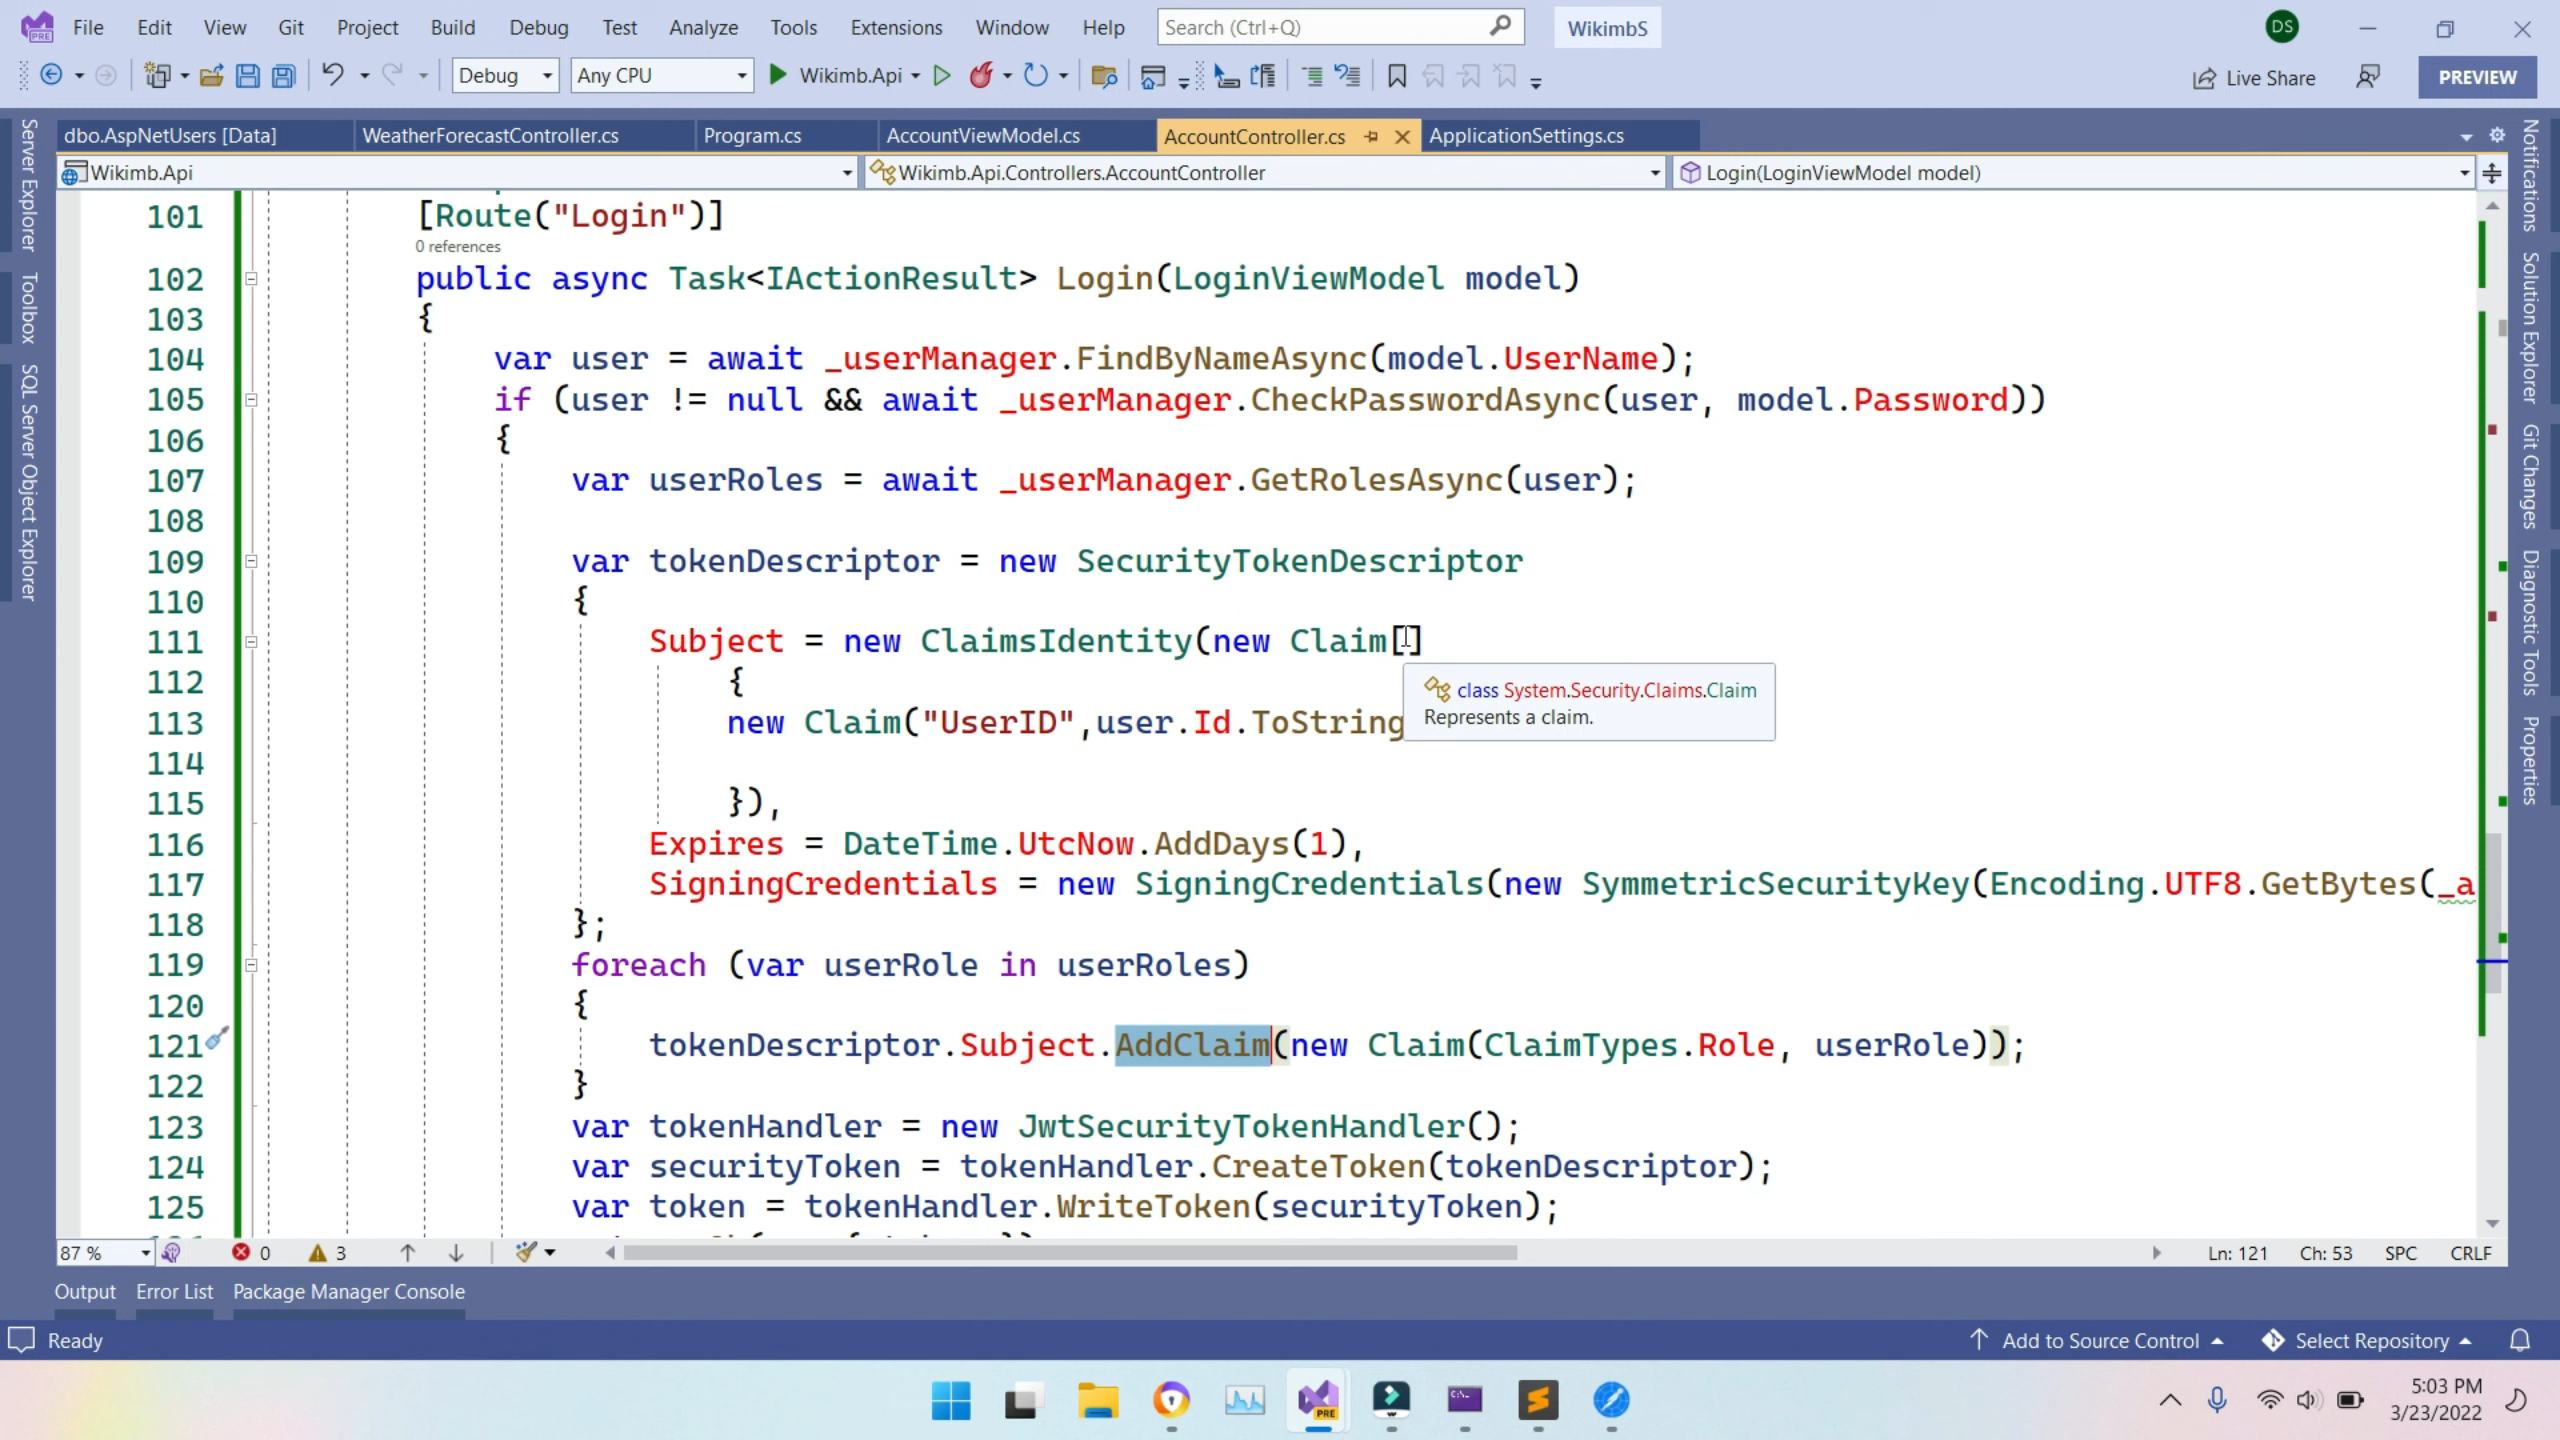 File Edit View Git Project Build Debug Test Analyze Tools Extensions Window Help Search (Ctrl+Q) WikimbS DS
Debug Any CPU Wikimb.Api Live Share PREVIEW
dbo.AspNetUsers [Data] WeatherForecastController.cs Program.cs AccountViewModel.cs AccountController.cs ApplicationSettings.cs
Wikimb.Api Wikimb.Api.Controllers.AccountController Login(LoginViewModel model)
Server Explorer
Toolbox
SQL Server Object Explorer
101 [Route("Login")]
0 references
102 public async Task<IActionResult> Login(LoginViewModel model)
103 {
104 var user = await _userManager.FindByNameAsync(model.UserName);
105 if (user != null && await _userManager.CheckPasswordAsync(user, model.Password))
106 {
107 var userRoles = await _userManager.GetRolesAsync(user);
108
109 var tokenDescriptor = new SecurityTokenDescriptor
110 {
111 Subject = new ClaimsIdentity(new Claim[]
112 {
class System.Security.Claims.Claim
Represents a claim.
113 new Claim("UserID",user.Id.ToString
114
115 }),
116 Expires = DateTime.UtcNow.AddDays(1),
117 SigningCredentials = new SigningCredentials(new SymmetricSecurityKey(Encoding.UTF8.GetBytes(_a
118 };
119 foreach (var userRole in userRoles)
120 {
121 tokenDescriptor.Subject.AddClaim(new Claim(ClaimTypes.Role, userRole));
122 }
123 var tokenHandler = new JwtSecurityTokenHandler();
124 var securityToken = tokenHandler.CreateToken(tokenDescriptor);
125 var token = tokenHandler.WriteToken(securityToken);
Notifications
Solution Explorer
Git Changes
Diagnostic Tools
Properties
87 % 0 3 Ln: 121 Ch: 53 SPC CRLF
Output Error List Package Manager Console
Ready Add to Source Control Select Repository
PRE
5:03 PM
3/23/2022